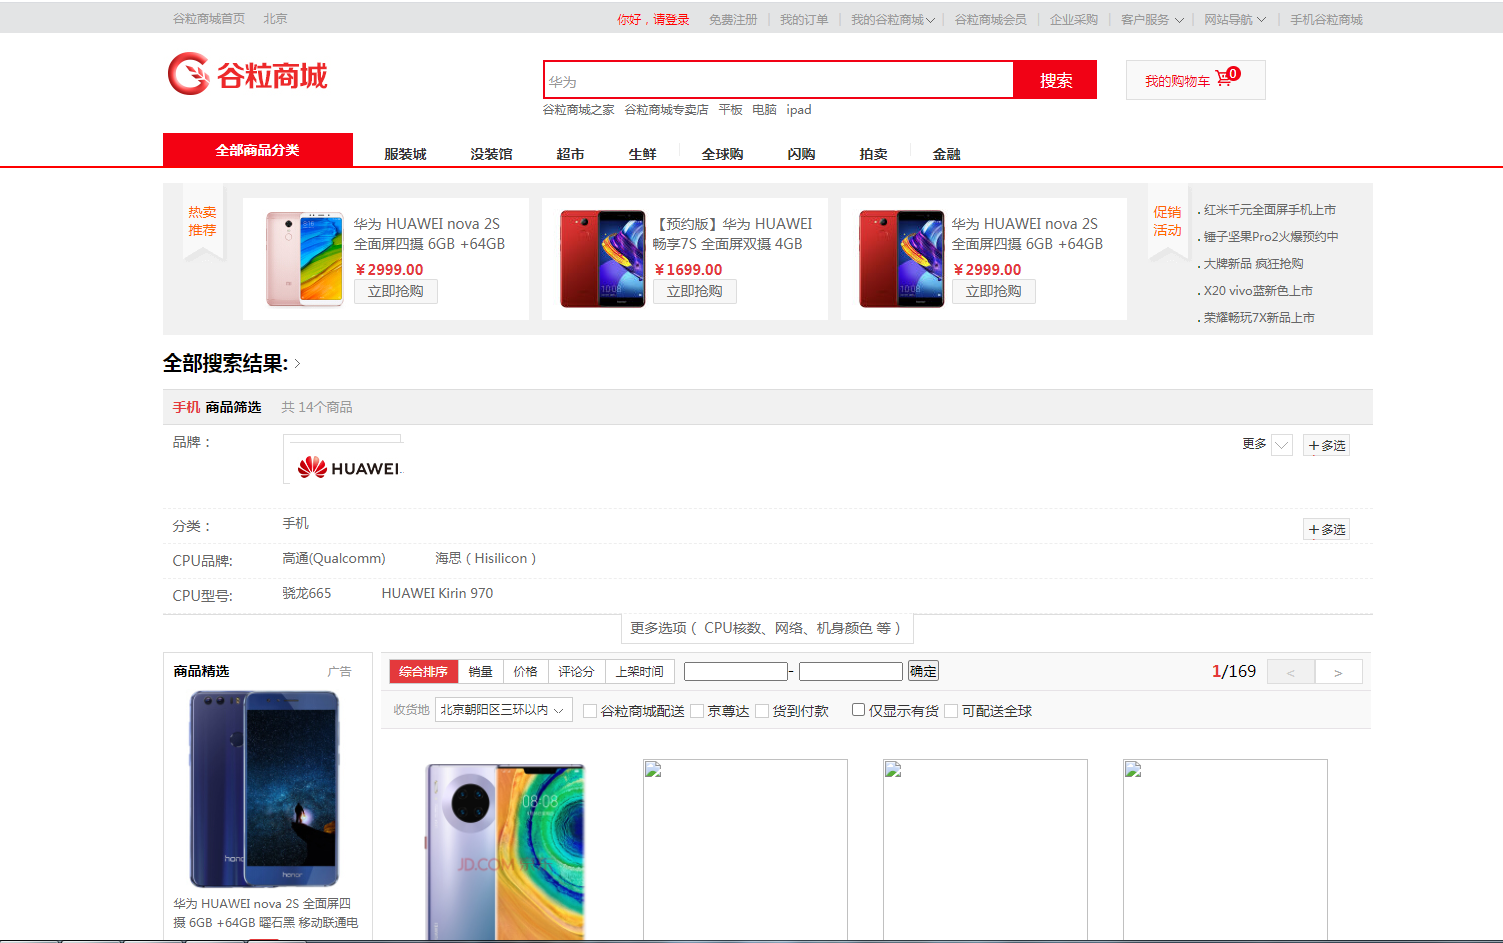 谷粒商城首页 北京 你好，请登录 免费注册 我的订单 我的谷粒商城 谷粒商城会员 企业采购 客户服务 网站导航 手机谷粒商城
谷粒商城 华为 搜索 我的购物车 0
谷粒商城之家 谷粒商城专卖店 平板 电脑 ipad
全部商品分类 服装城 没装馆 超市 生鲜 全球购 闪购 拍卖 金融
热卖
推荐
华为 HUAWEI nova 2S
全面屏四摄 6GB +64GB
￥2999.00
立即抢购
【预约版】华为 HUAWEI
畅享7S 全面屏双摄 4GB
￥1699.00
立即抢购
华为 HUAWEI nova 2S
全面屏四摄 6GB +64GB
￥2999.00
立即抢购
促销
活动
. 红米千元全面屏手机上市
. 锤子坚果Pro2火爆预约中
. 大牌新品 疯狂抢购
. X20 vivo蓝新色上市
. 荣耀畅玩7X新品上市
全部搜索结果: >
手机 商品筛选 共 14个商品
品牌： HUAWEI 更多 +多选
分类： 手机 +多选
CPU品牌: 高通(Qualcomm) 海思（Hisilicon）
CPU型号: 骁龙665 HUAWEI Kirin 970
更多选项（ CPU核数、网络、机身颜色 等）
商品精选 广告
honor
honor
华为 HUAWEI nova 2S 全面屏四
摄 6GB +64GB 曜石黑 移动联通电
综合排序 销量 价格 评论分 上架时间 - 确定 1/169 < >
收货地 北京朝阳区三环以内 谷粒商城配送 京尊达 货到付款 仅显示有货 可配送全球
08:08
JD.COM